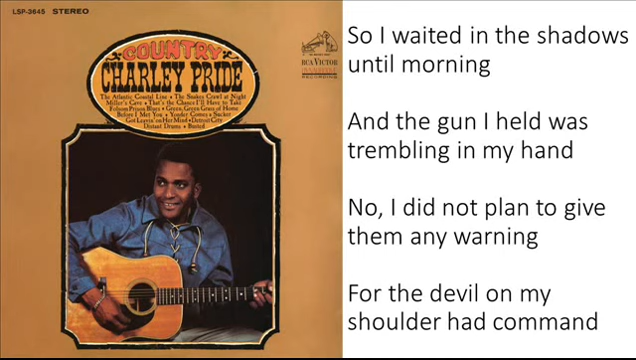 LSP-3645 STEREO
COUNTRY
CHARLEY PRIDE
The Atlantic Coastal Line • The Snakes Crawl at Night
Miller's Cave • That's the Chance I'll Have to Take
Folsom Prison Blues • Green, Green Grass of Home
Before I Met You • Yonder Comes a Sucker
Got Leavin' on Her Mind • Detroit City
Distant Drums • Busted
RCA VICTOR
RECORDING
So I waited in the shadows
until morning
And the gun I held was
trembling in my hand
No, I did not plan to give
them any warning
For the devil on my
shoulder had command